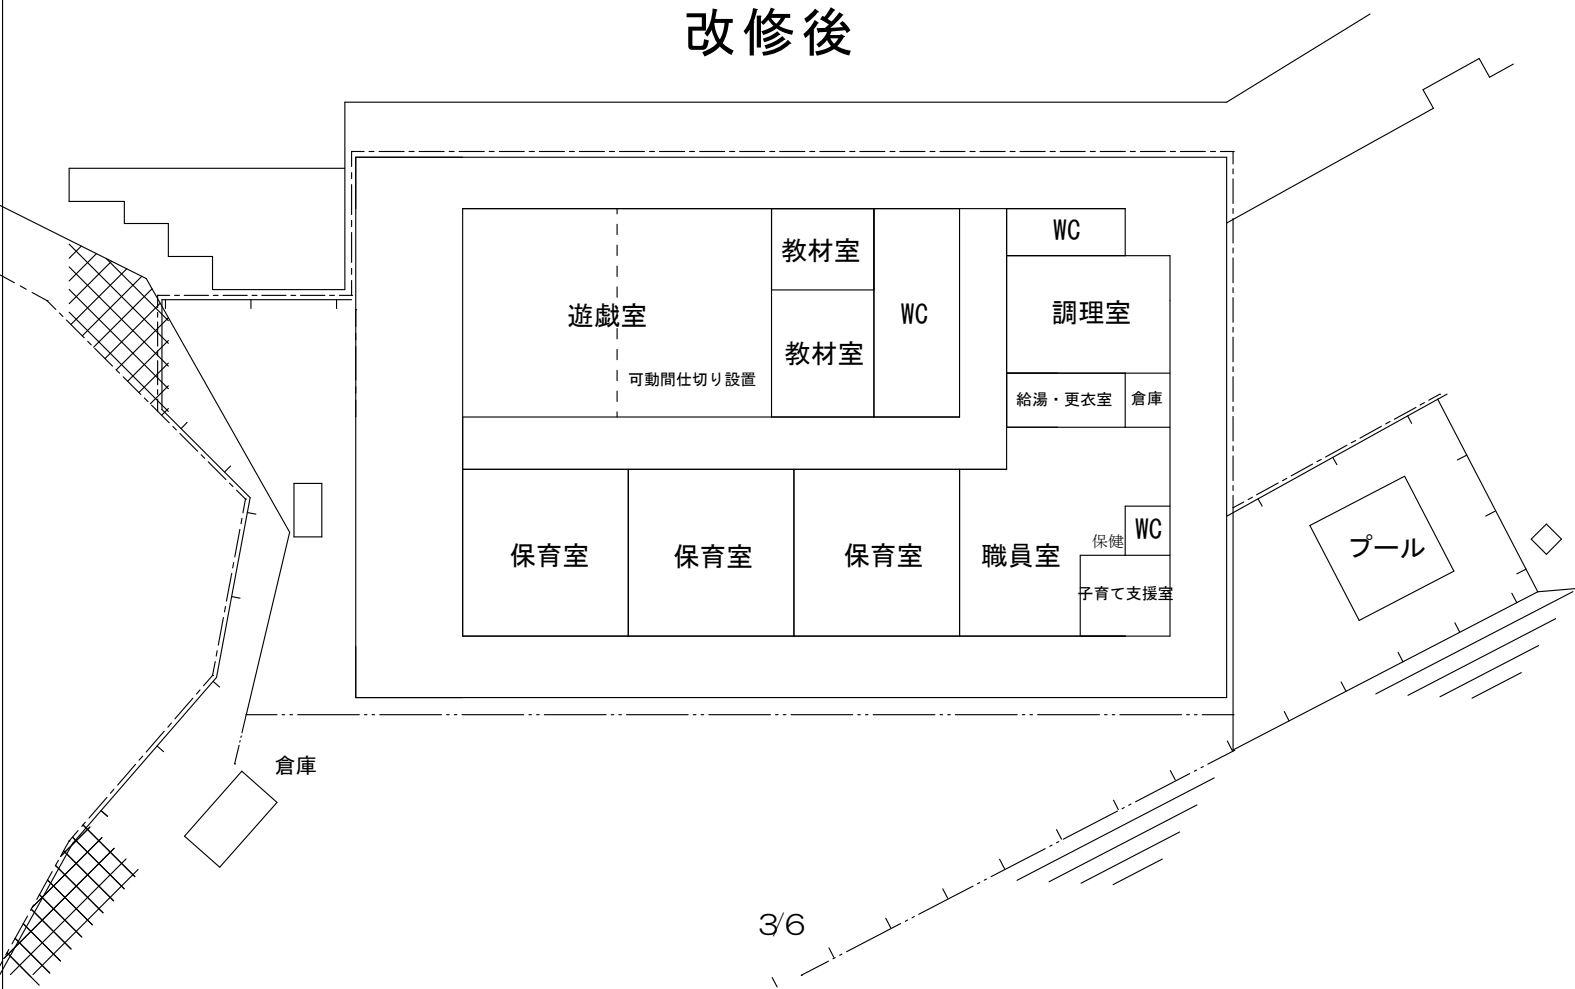 改修後
WC
教材室
遊戯室
WC
調理室
教材室
可動間仕切り設置
給湯・更衣室
倉庫
保健
WC
保育室
保育室
保育室
職員室
プール
子育て支援室
倉庫
3/6